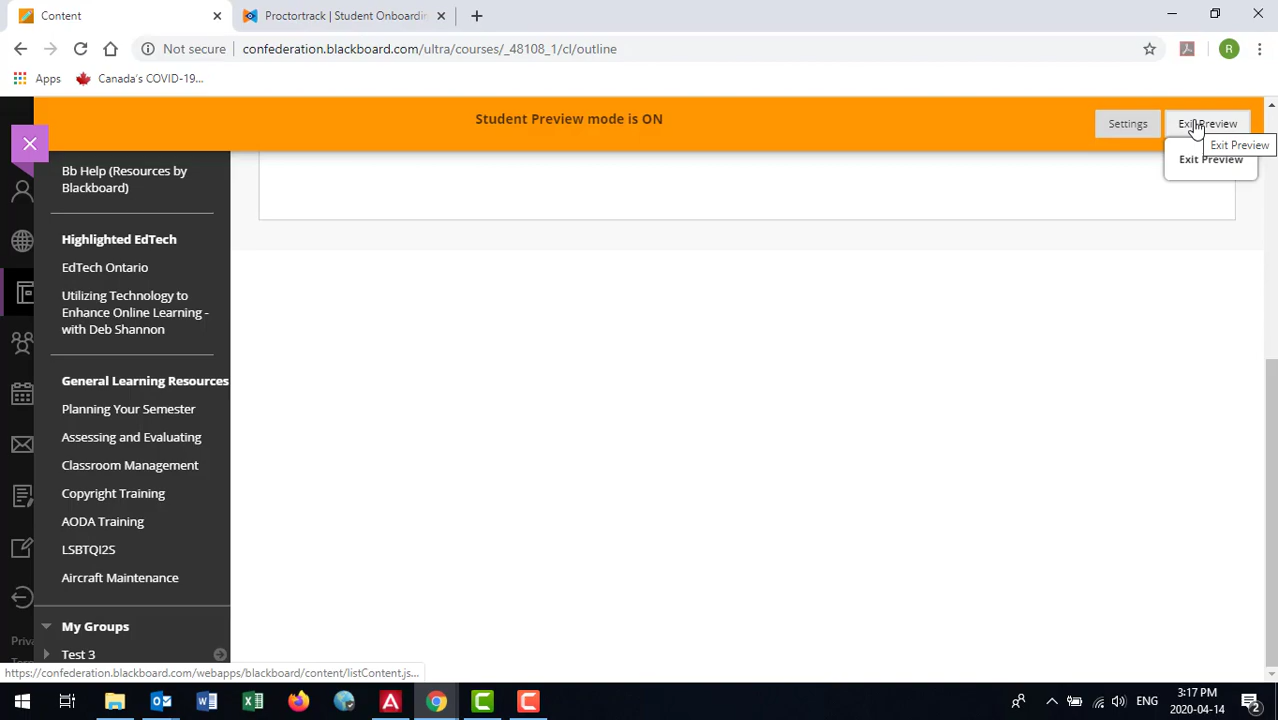 Content
Proctortrack | Student Onboardin
Not secure
confederation.blackboard.com/ultra/courses/_48108_1/cl/outline
R
Apps
Canada's COVID-19...
Student Preview mode is ON
Settings
Exit Preview
Exit Preview
Exit Preview
Bb Help (Resources by
Blackboard)
Highlighted EdTech
EdTech Ontario
Utilizing Technology to
Enhance Online Learning -
with Deb Shannon
General Learning Resources
Planning Your Semester
Assessing and Evaluating
Classroom Management
Copyright Training
AODA Training
LSBTQI2S
Aircraft Maintenance
My Groups
Priva
Test 3
https://confederation.blackboard.com/webapps/blackboard/content/listContent.js...
ENG
3:17 PM
2020-04-14
2